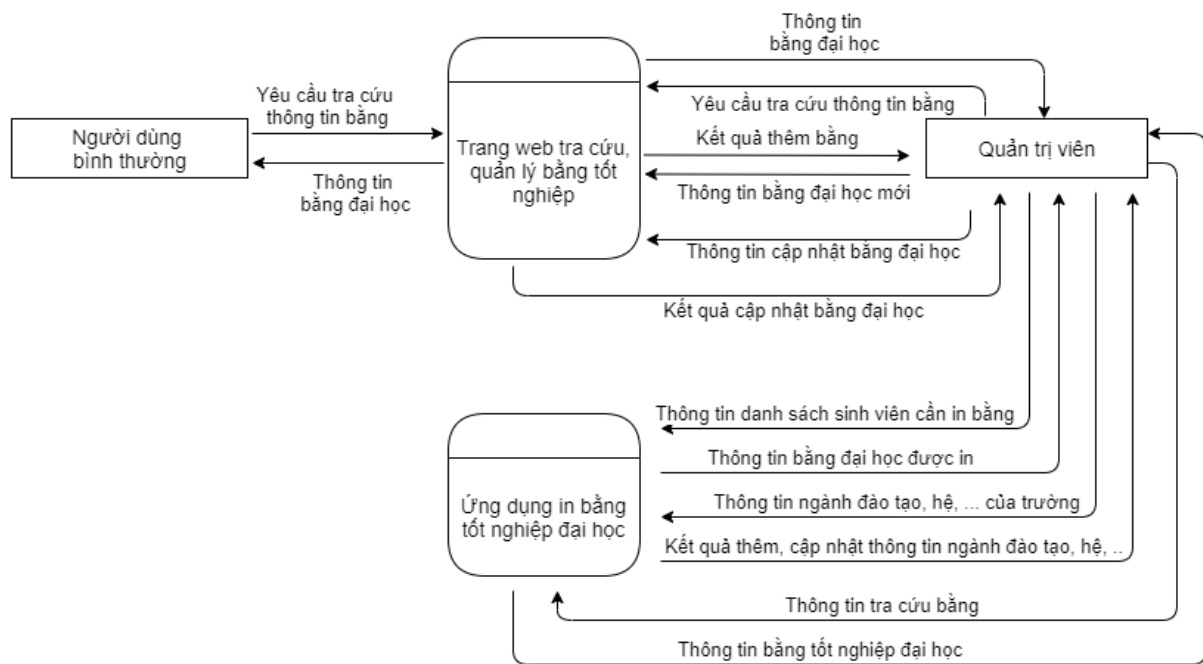 Thông tin
bằng đại học
Yêu cầu tra cứu
thông tin bằng
Yêu cầu tra cứu thông tin bằng
Người dùng
bình thường
Trang web tra cứu,
quản lý bằng tốt
nghiệp
Kết quả thêm bằng
Quản trị viên
Thông tin
bằng đại học
Thông tin bằng đại học mới
Thông tin cập nhật bằng đại học
Kết quả cập nhật bằng đại học
Thông tin danh sách sinh viên cần in bằng
Thông tin bằng đại học được in
Ứng dụng in bằng
tốt nghiệp đại học
Thông tin ngành đào tạo, hệ, ... của trường
Kết quả thêm, cập nhật thông tin ngành đào tạo, hệ, ..
Thông tin tra cứu bằng
Thông tin bằng tốt nghiệp đại học